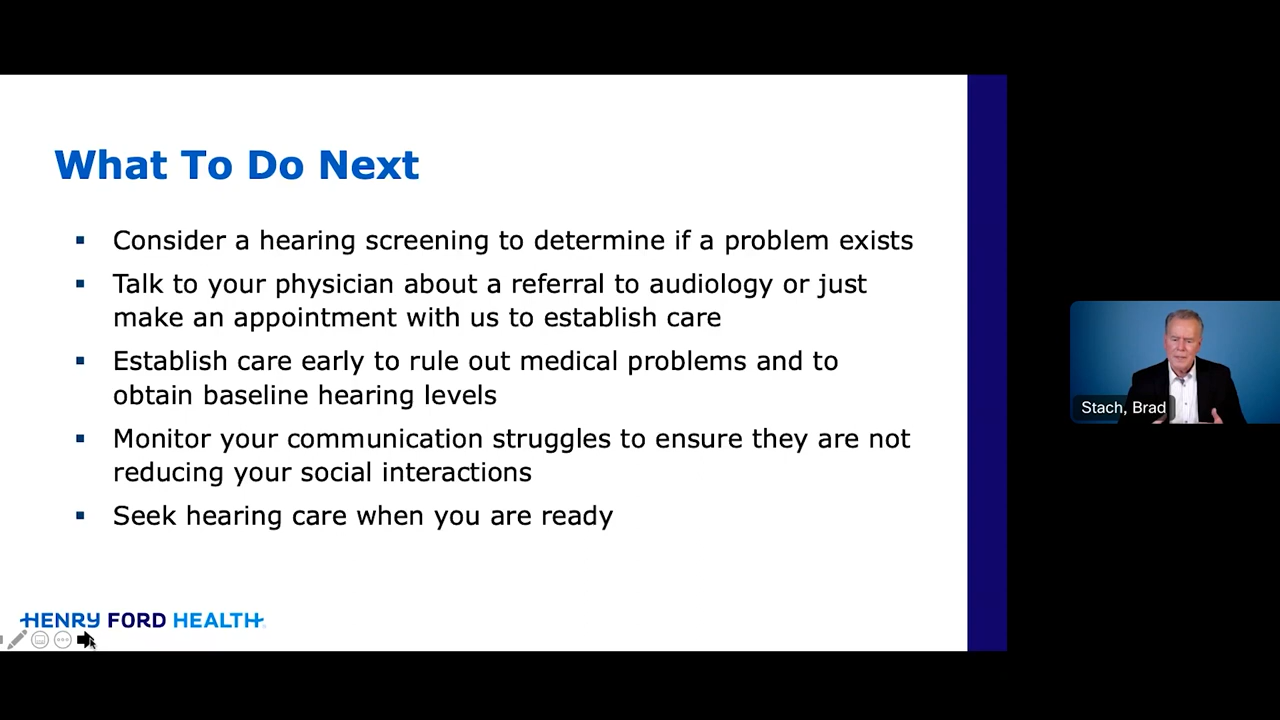 What To Do Next
Consider a hearing screening to determine if a problem exists
Talk to your physician about a referral to audiology or just
make an appointment with us to establish care
Establish care early to rule out medical problems and to
obtain baseline hearing levels
Monitor your communication struggles to ensure they are not
reducing your social interactions
Seek hearing care when you are ready
HENRY FORD HEALTH
Stach, Brad